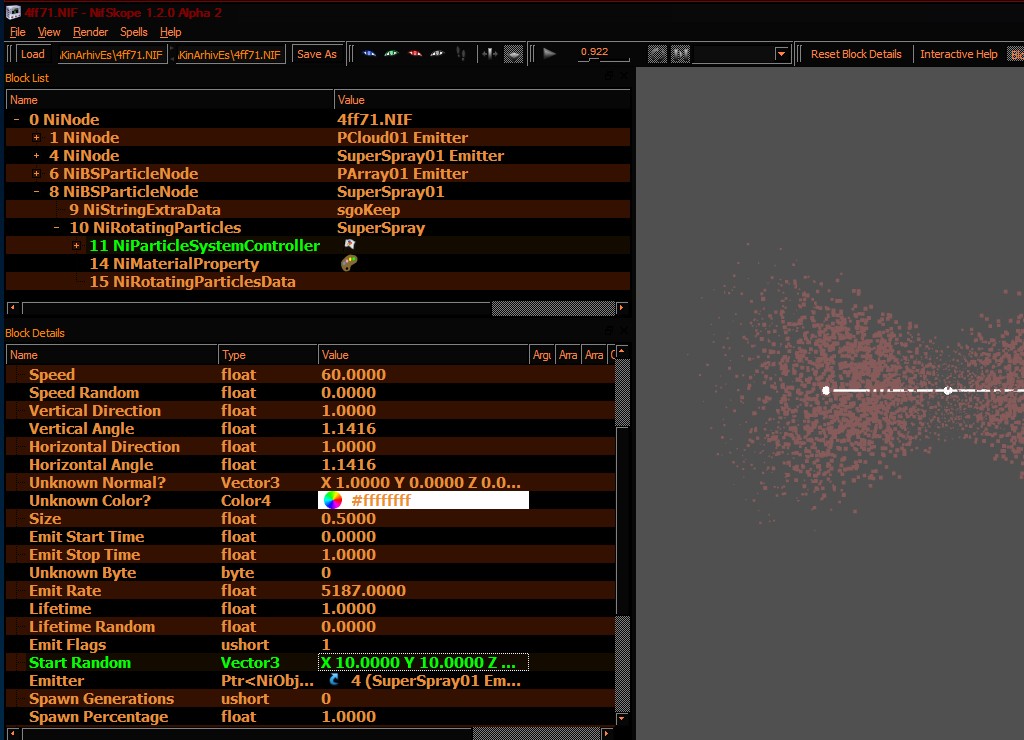 4ff71.NIF - NifSkope 1.2.0 Alpha 2
File View Render Spells Help
Load KinArhivEs\4ff71.NIF KinArhivEs\4ff71.NIF Save As 0.922 Reset Block Details Interactive Help
Block List
Name Value
0 NiNode 4ff71.NIF
1 NiNode PCloud01 Emitter
4 NiNode SuperSpray01 Emitter
6 NiBSParticleNode PArray01 Emitter
8 NiBSParticleNode SuperSpray01
9 NiStringExtraData sgoKeep
10 NiRotatingParticles SuperSpray
11 NiParticleSystemController
14 NiMaterialProperty
15 NiRotatingParticlesData
Block Details
Name Type Value Argu Arra Arra
Speed float 60.0000
Speed Random float 0.0000
Vertical Direction float 1.0000
Vertical Angle float 1.1416
Horizontal Direction float 1.0000
Horizontal Angle float 1.1416
Unknown Normal? Vector3 X 1.0000 Y 0.0000 Z 0.0...
Unknown Color? Color4 #ffffffff
Size float 0.5000
Emit Start Time float 0.0000
Emit Stop Time float 1.0000
Unknown Byte byte 0
Emit Rate float 5187.0000
Lifetime float 1.0000
Lifetime Random float 0.0000
Emit Flags ushort 1
Start Random Vector3 X 10.0000 Y 10.0000 Z ...
Emitter Ptr<NiObj... 4 (SuperSpray01 Em...
Spawn Generations ushort 0
Spawn Percentage float 1.0000